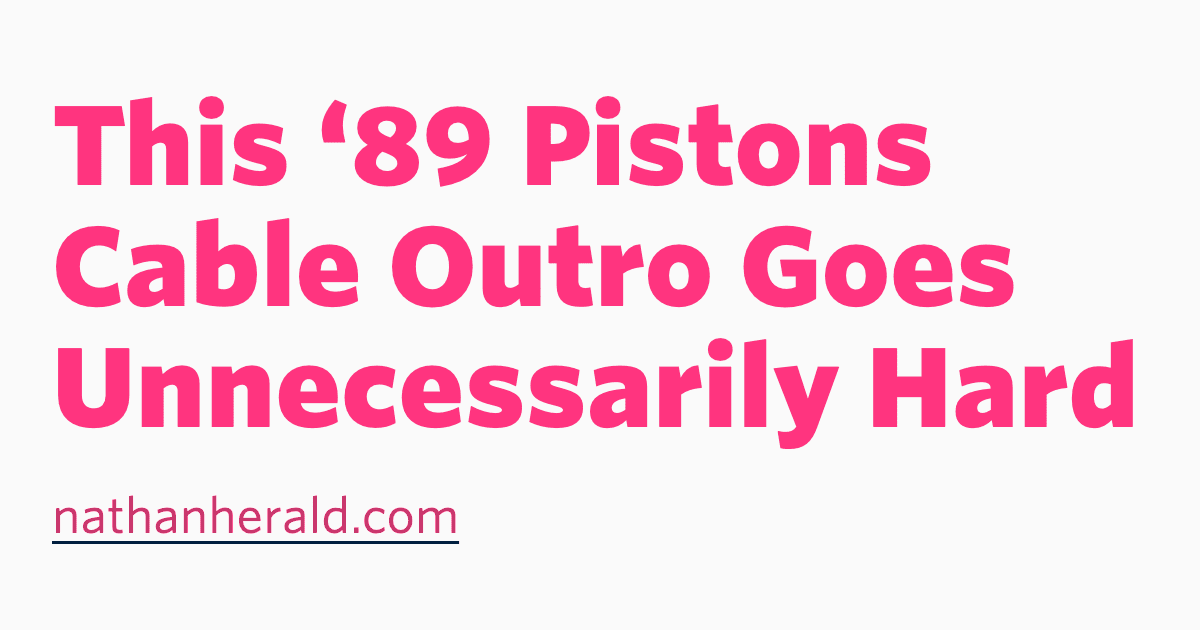 This ‘89 Pistons
Cable Outro Goes
Unnecessarily Hard
nathanherald.com